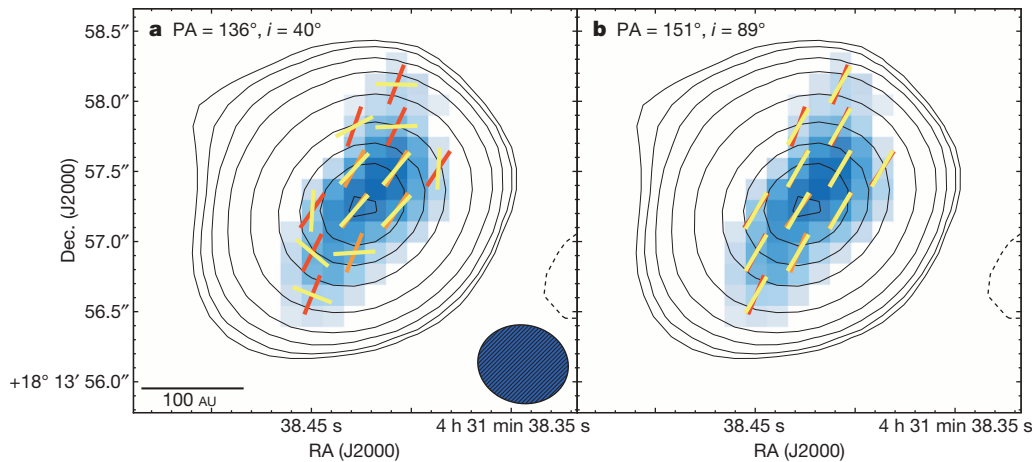 a PA = 136°, i = 40°
b PA = 151°, i = 89°
58.5″
58.0″
57.5″
57.0″
56.5″
+18° 13′ 56.0″
Dec. (J2000)
100 AU
38.45 s
4 h 31 min 38.35 s
38.45 s
4 h 31 min 38.35 s
RA (J2000)
RA (J2000)